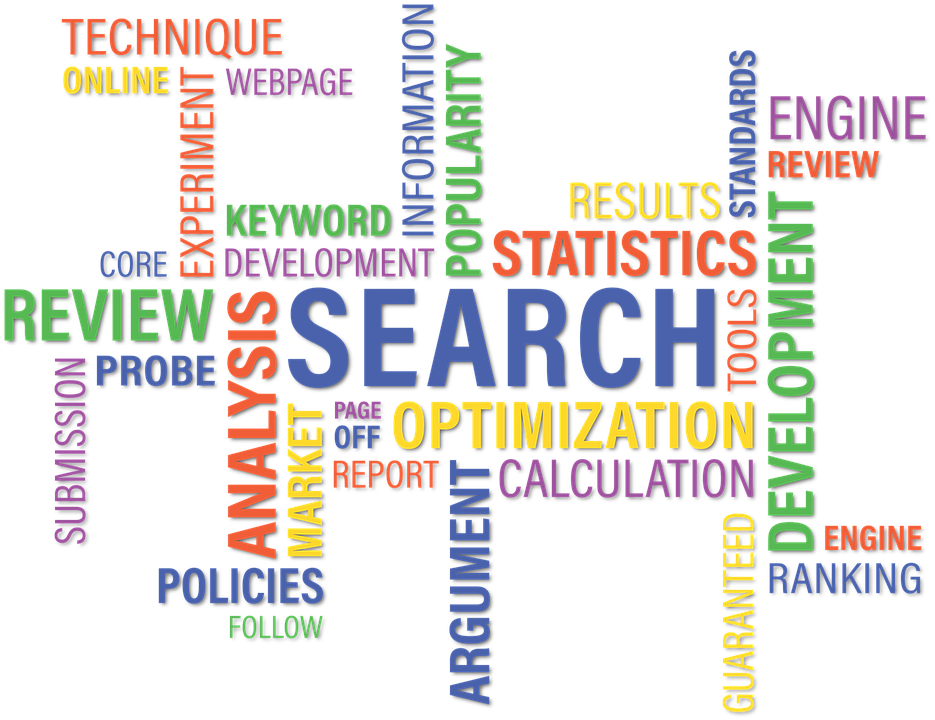 TECHNIQUE
ONLINE
EXPERIMENT
WEBPAGE
INFORMATION
POPULARITY
STANDARDS
ENGINE
REVIEW
RESULTS
KEYWORD
CORE
DEVELOPMENT
STATISTICS
DEVELOPMENT
REVIEW
ANALYSIS
SEARCH
TOOLS
PROBE
SUBMISSION
MARKET
PAGE
OFF
OPTIMIZATION
REPORT
ARGUMENT
CALCULATION
GUARANTEED
ENGINE
RANKING
POLICIES
FOLLOW